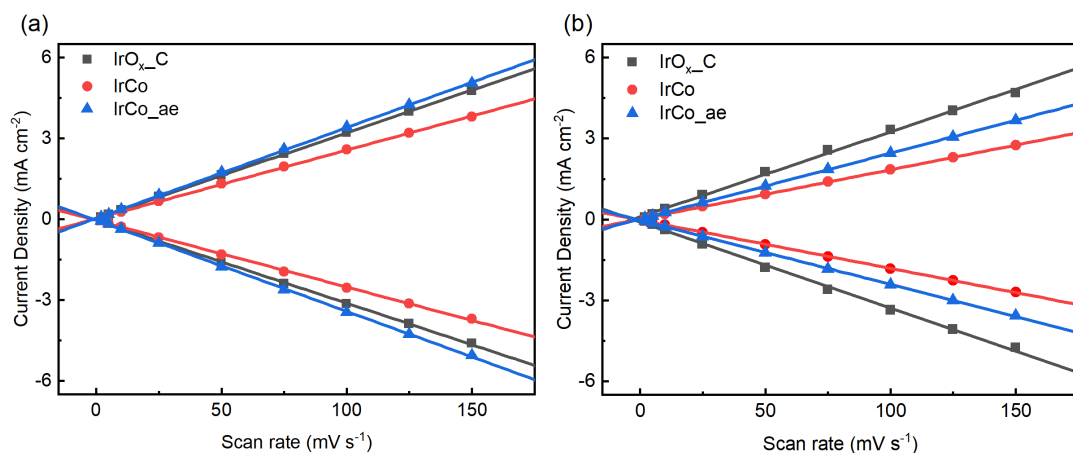 (a)
IrOₓ_C
IrCo
IrCo_ae
Current Density (mA cm⁻²)
6
3
0
-3
-6
0 50 100 150
Scan rate (mV s⁻¹)
(b)
IrOₓ_C
IrCo
IrCo_ae
Current Density (mA cm⁻²)
6
3
0
-3
-6
0 50 100 150
Scan rate (mV s⁻¹)